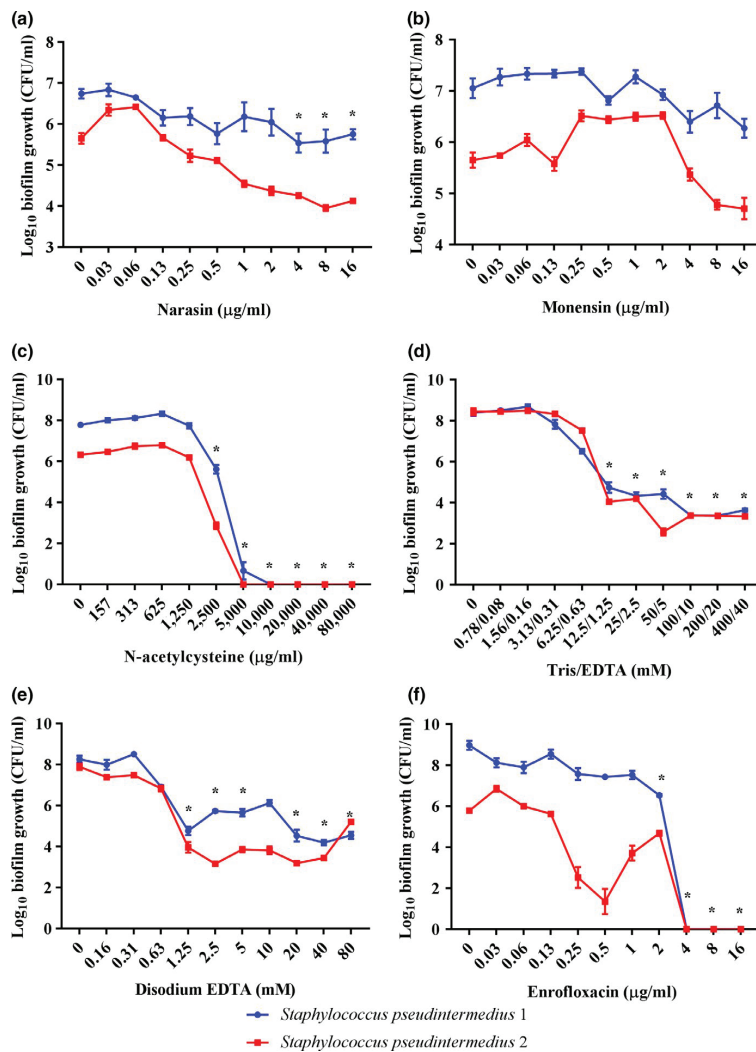 (a)
Log10 biofilm growth (CFU/ml)
8
7
6
5
4
3
* * *
0 0.03 0.06 0.13 0.25 0.5 1 2 4 8 16
Narasin (µg/ml)
(b)
Log10 biofilm growth (CFU/ml)
8
7
6
5
4
0 0.03 0.06 0.13 0.25 0.5 1 2 4 8 16
Monensin (µg/ml)
(c)
Log10 biofilm growth (CFU/ml)
10
8
6
4
2
0
* * * * * *
0 157 313 625 1,250 2,500 5,000 10,000 20,000 40,000 80,000
N-acetylcysteine (µg/ml)
(d)
Log10 biofilm growth (CFU/ml)
10
8
6
4
2
0
* * * * * *
0 0.78/0.08 1.56/0.16 3.13/0.31 6.25/0.63 12.5/1.25 25/2.5 50/5 100/10 200/20 400/40
Tris/EDTA (mM)
(e)
Log10 biofilm growth (CFU/ml)
10
8
6
4
2
0
* * * * * *
0 0.16 0.31 0.63 1.25 2.5 5 10 20 40 80
Disodium EDTA (mM)
(f)
Log10 biofilm growth (CFU/ml)
10
8
6
4
2
0
* * * *
0 0.03 0.06 0.13 0.25 0.5 1 2 4 8 16
Enrofloxacin (µg/ml)
Staphylococcus pseudintermedius 1
Staphylococcus pseudintermedius 2